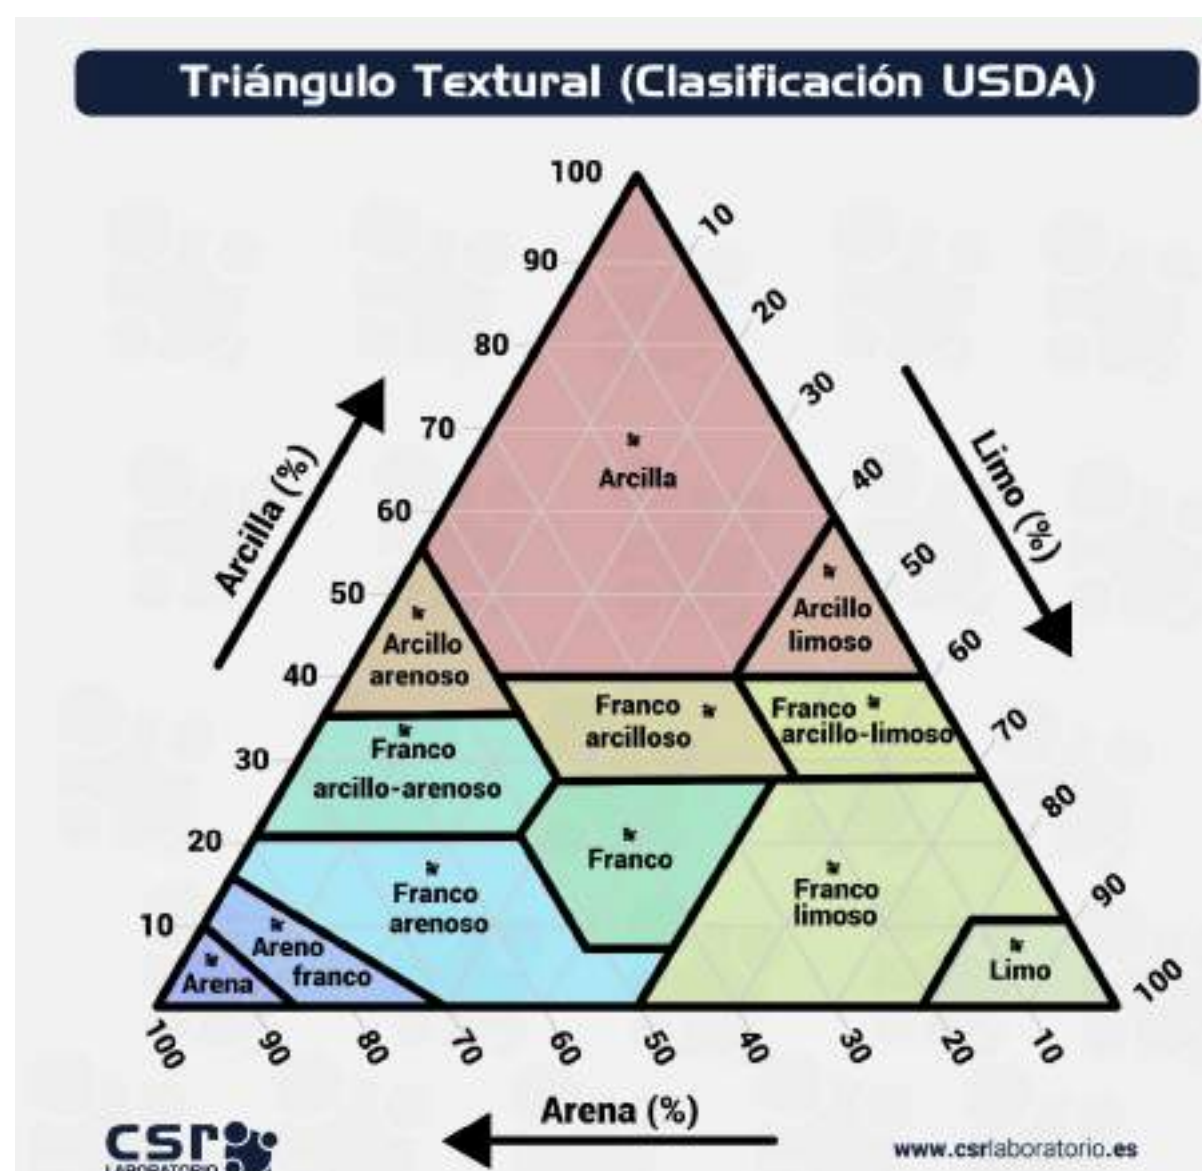 Triángulo Textural (Clasificación USDA)
100
90
80
70
60
50
40
30
20
10
Arcilla (%)
10
20
30
40
50
60
70
80
90
100
Limo (%)
Arcilla
Arcillo
limoso
Arcillo
arenoso
Franco
arcilloso
Franco
arcillo-limoso
Franco
arcillo-arenoso
Franco
Franco
limoso
Franco
arenoso
Areno
franco
Arena
Limo
100
90
80
70
60
50
40
30
20
10
Arena (%)
csr
LABORATORIO
www.csrlaboratorio.es